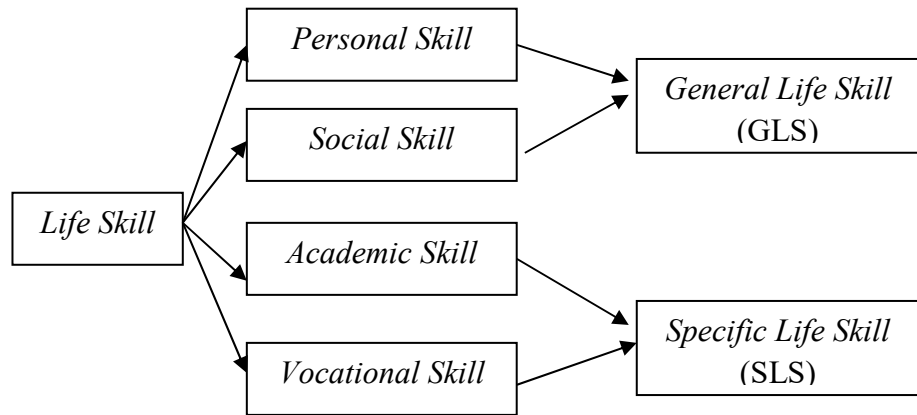 Personal Skill
General Life Skill
(GLS)
Social Skill
Life Skill
Academic Skill
Specific Life Skill
(SLS)
Vocational Skill